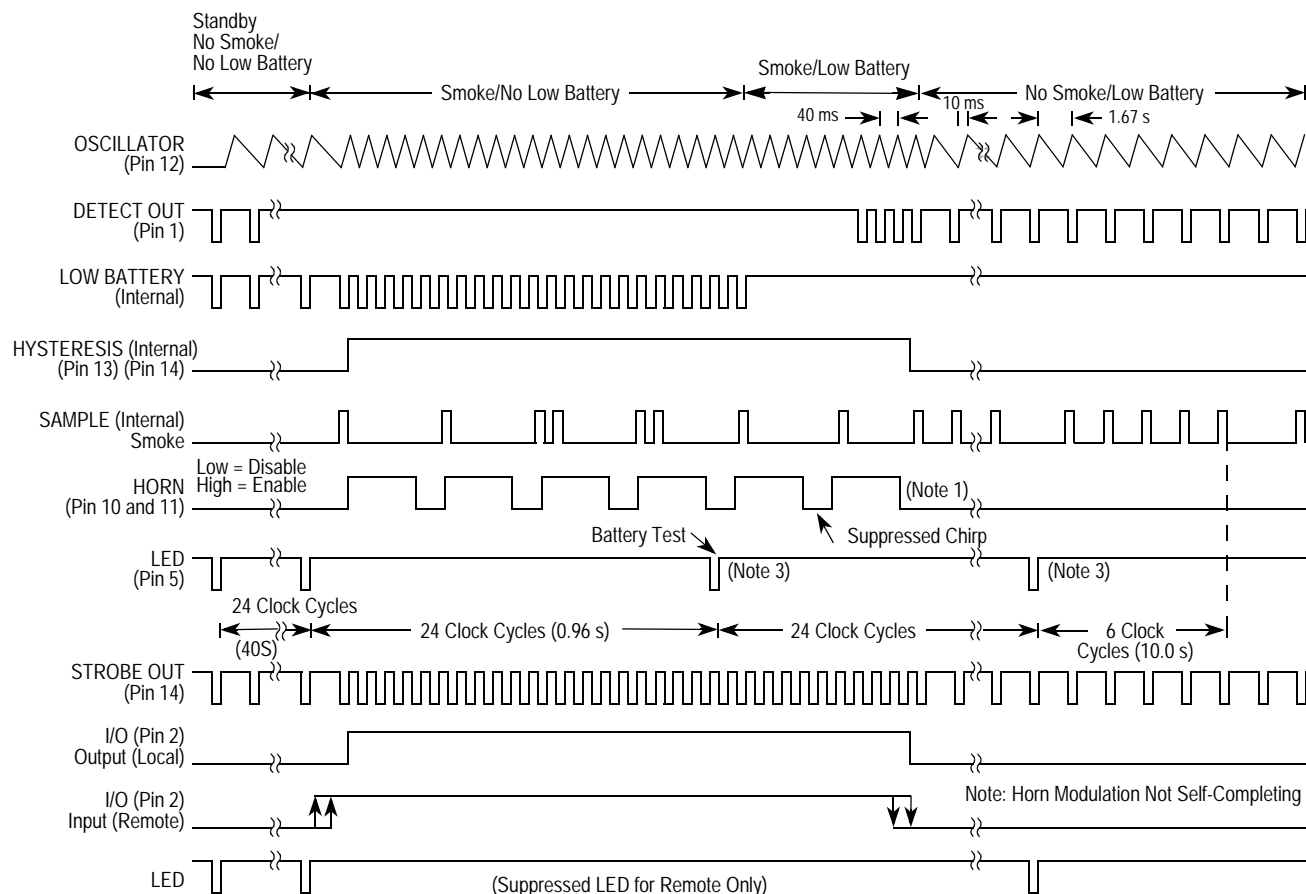 Standby
No Smoke/
No Low Battery
Smoke/No Low Battery
Smoke/Low Battery
No Smoke/Low Battery
40 ms
10 ms
1.67 s
OSCILLATOR
(Pin 12)
DETECT OUT
(Pin 1)
LOW BATTERY
(Internal)
HYSTERESIS (Internal)
(Pin 13) (Pin 14)
SAMPLE (Internal)
Smoke
Low = Disable
High = Enable
HORN
(Pin 10 and 11)
(Note 1)
Battery Test
Suppressed Chirp
LED
(Pin 5)
(Note 3)
(Note 3)
24 Clock Cycles
(40S)
24 Clock Cycles (0.96 s)
24 Clock Cycles
6 Clock
Cycles (10.0 s)
STROBE OUT
(Pin 14)
I/O (Pin 2)
Output (Local)
I/O (Pin 2)
Input (Remote)
Note: Horn Modulation Not Self-Completing
LED
(Suppressed LED for Remote Only)